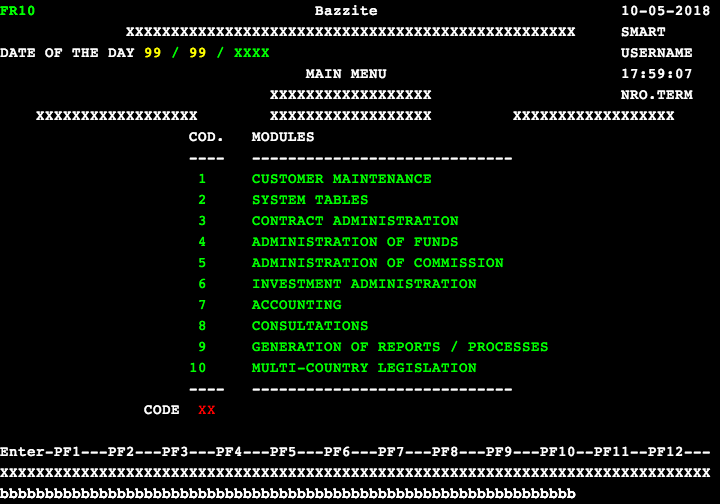 FR10 Bazzite 10-05-2018
XXXXXXXXXXXXXXXXXXXXXXXXXXXXXXXXXXXXXXXXXXXXXXXXXX SMART
DATE OF THE DAY 99 / 99 / XXXX USERNAME
MAIN MENU 17:59:07
XXXXXXXXXXXXXXXXXX NRO.TERM
XXXXXXXXXXXXXXXXXX XXXXXXXXXXXXXXXXXX XXXXXXXXXXXXXXXXXX
COD. MODULES
---- -----------------------------
1 CUSTOMER MAINTENANCE
2 SYSTEM TABLES
3 CONTRACT ADMINISTRATION
4 ADMINISTRATION OF FUNDS
5 ADMINISTRATION OF COMMISSION
6 INVESTMENT ADMINISTRATION
7 ACCOUNTING
8 CONSULTATIONS
9 GENERATION OF REPORTS / PROCESSES
10 MULTI-COUNTRY LEGISLATION
---- -----------------------------
CODE XX
Enter-PF1---PF2---PF3---PF4---PF5---PF6---PF7---PF8---PF9---PF10--PF11--PF12---
XXXXXXXXXXXXXXXXXXXXXXXXXXXXXXXXXXXXXXXXXXXXXXXXXXXXXXXXXXXXXXXXXXXXXXXXXXXXXXX
bbbbbbbbbbbbbbbbbbbbbbbbbbbbbbbbbbbbbbbbbbbbbbbbbbbbbbbbbbbbbbbb